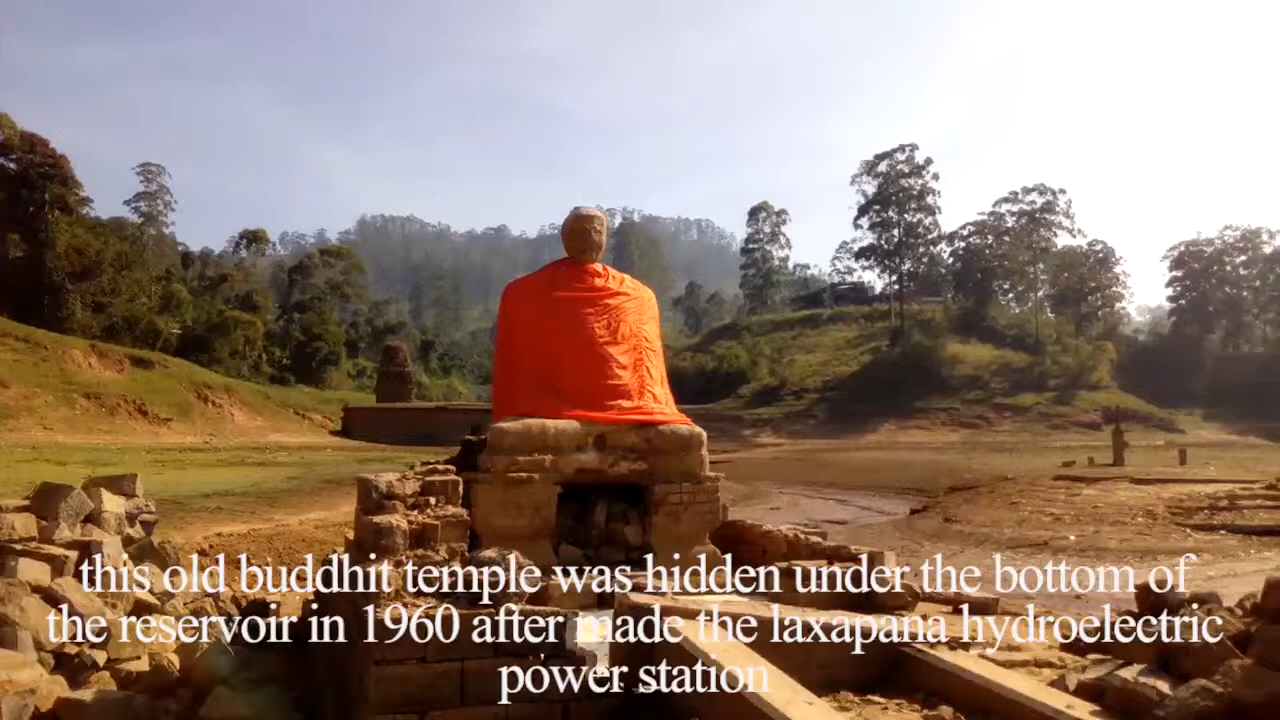 this old buddhit temple was hidden under the bottom of
the reservoir in 1960 after made the laxapana hydroelectric
power station